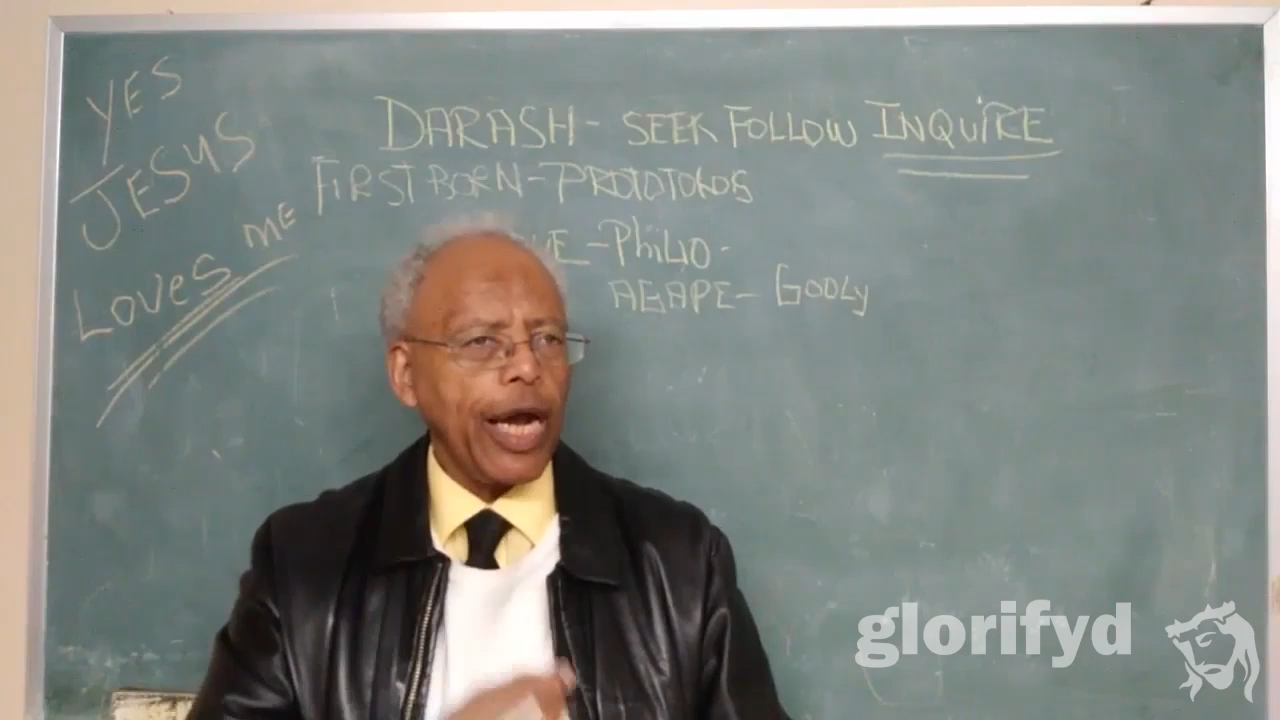 YES
JESUS
LOVES ME
DARASH - SEEK FOLLOW INQUIRE
FIRST BORN - PROTOTOKOS
- PhiLIO -
AGAPE - GODLy
glorifyd